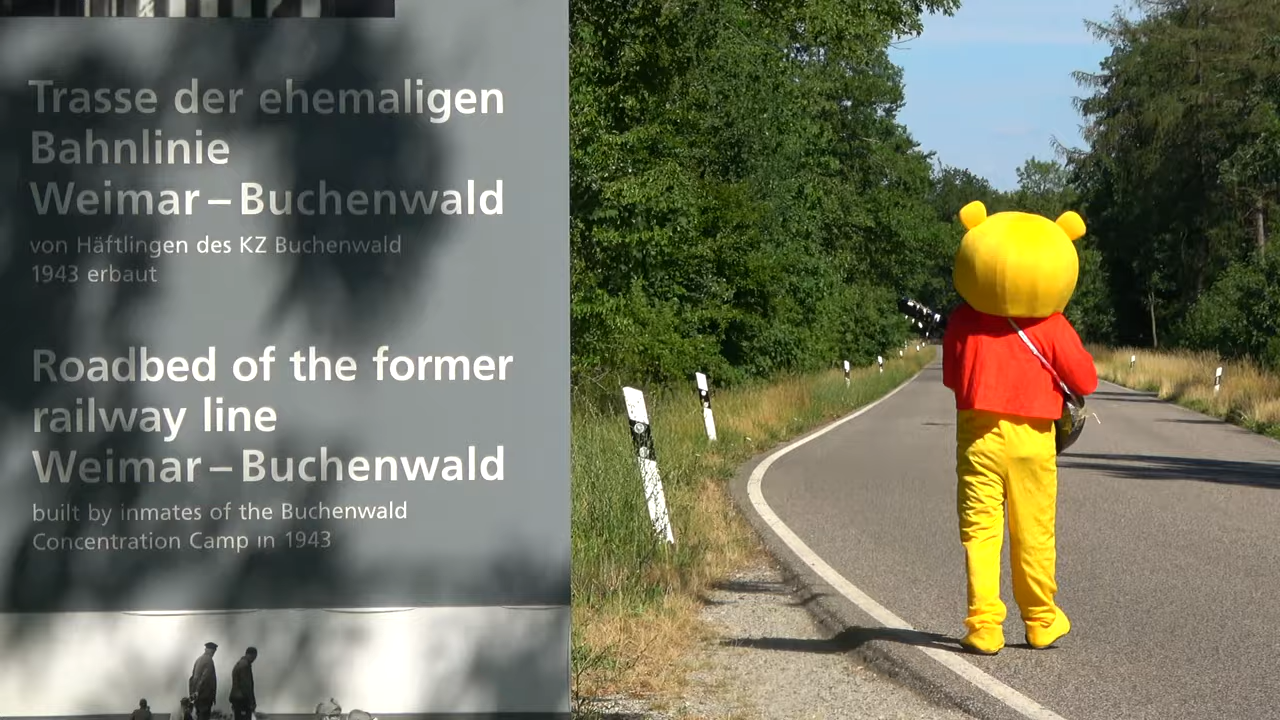 Trasse der ehemaligen
Bahnlinie
Weimar – Buchenwald
von Häftlingen des KZ Buchenwald
1943 erbaut
Roadbed of the former
railway line
Weimar – Buchenwald
built by inmates of the Buchenwald
Concentration Camp in 1943